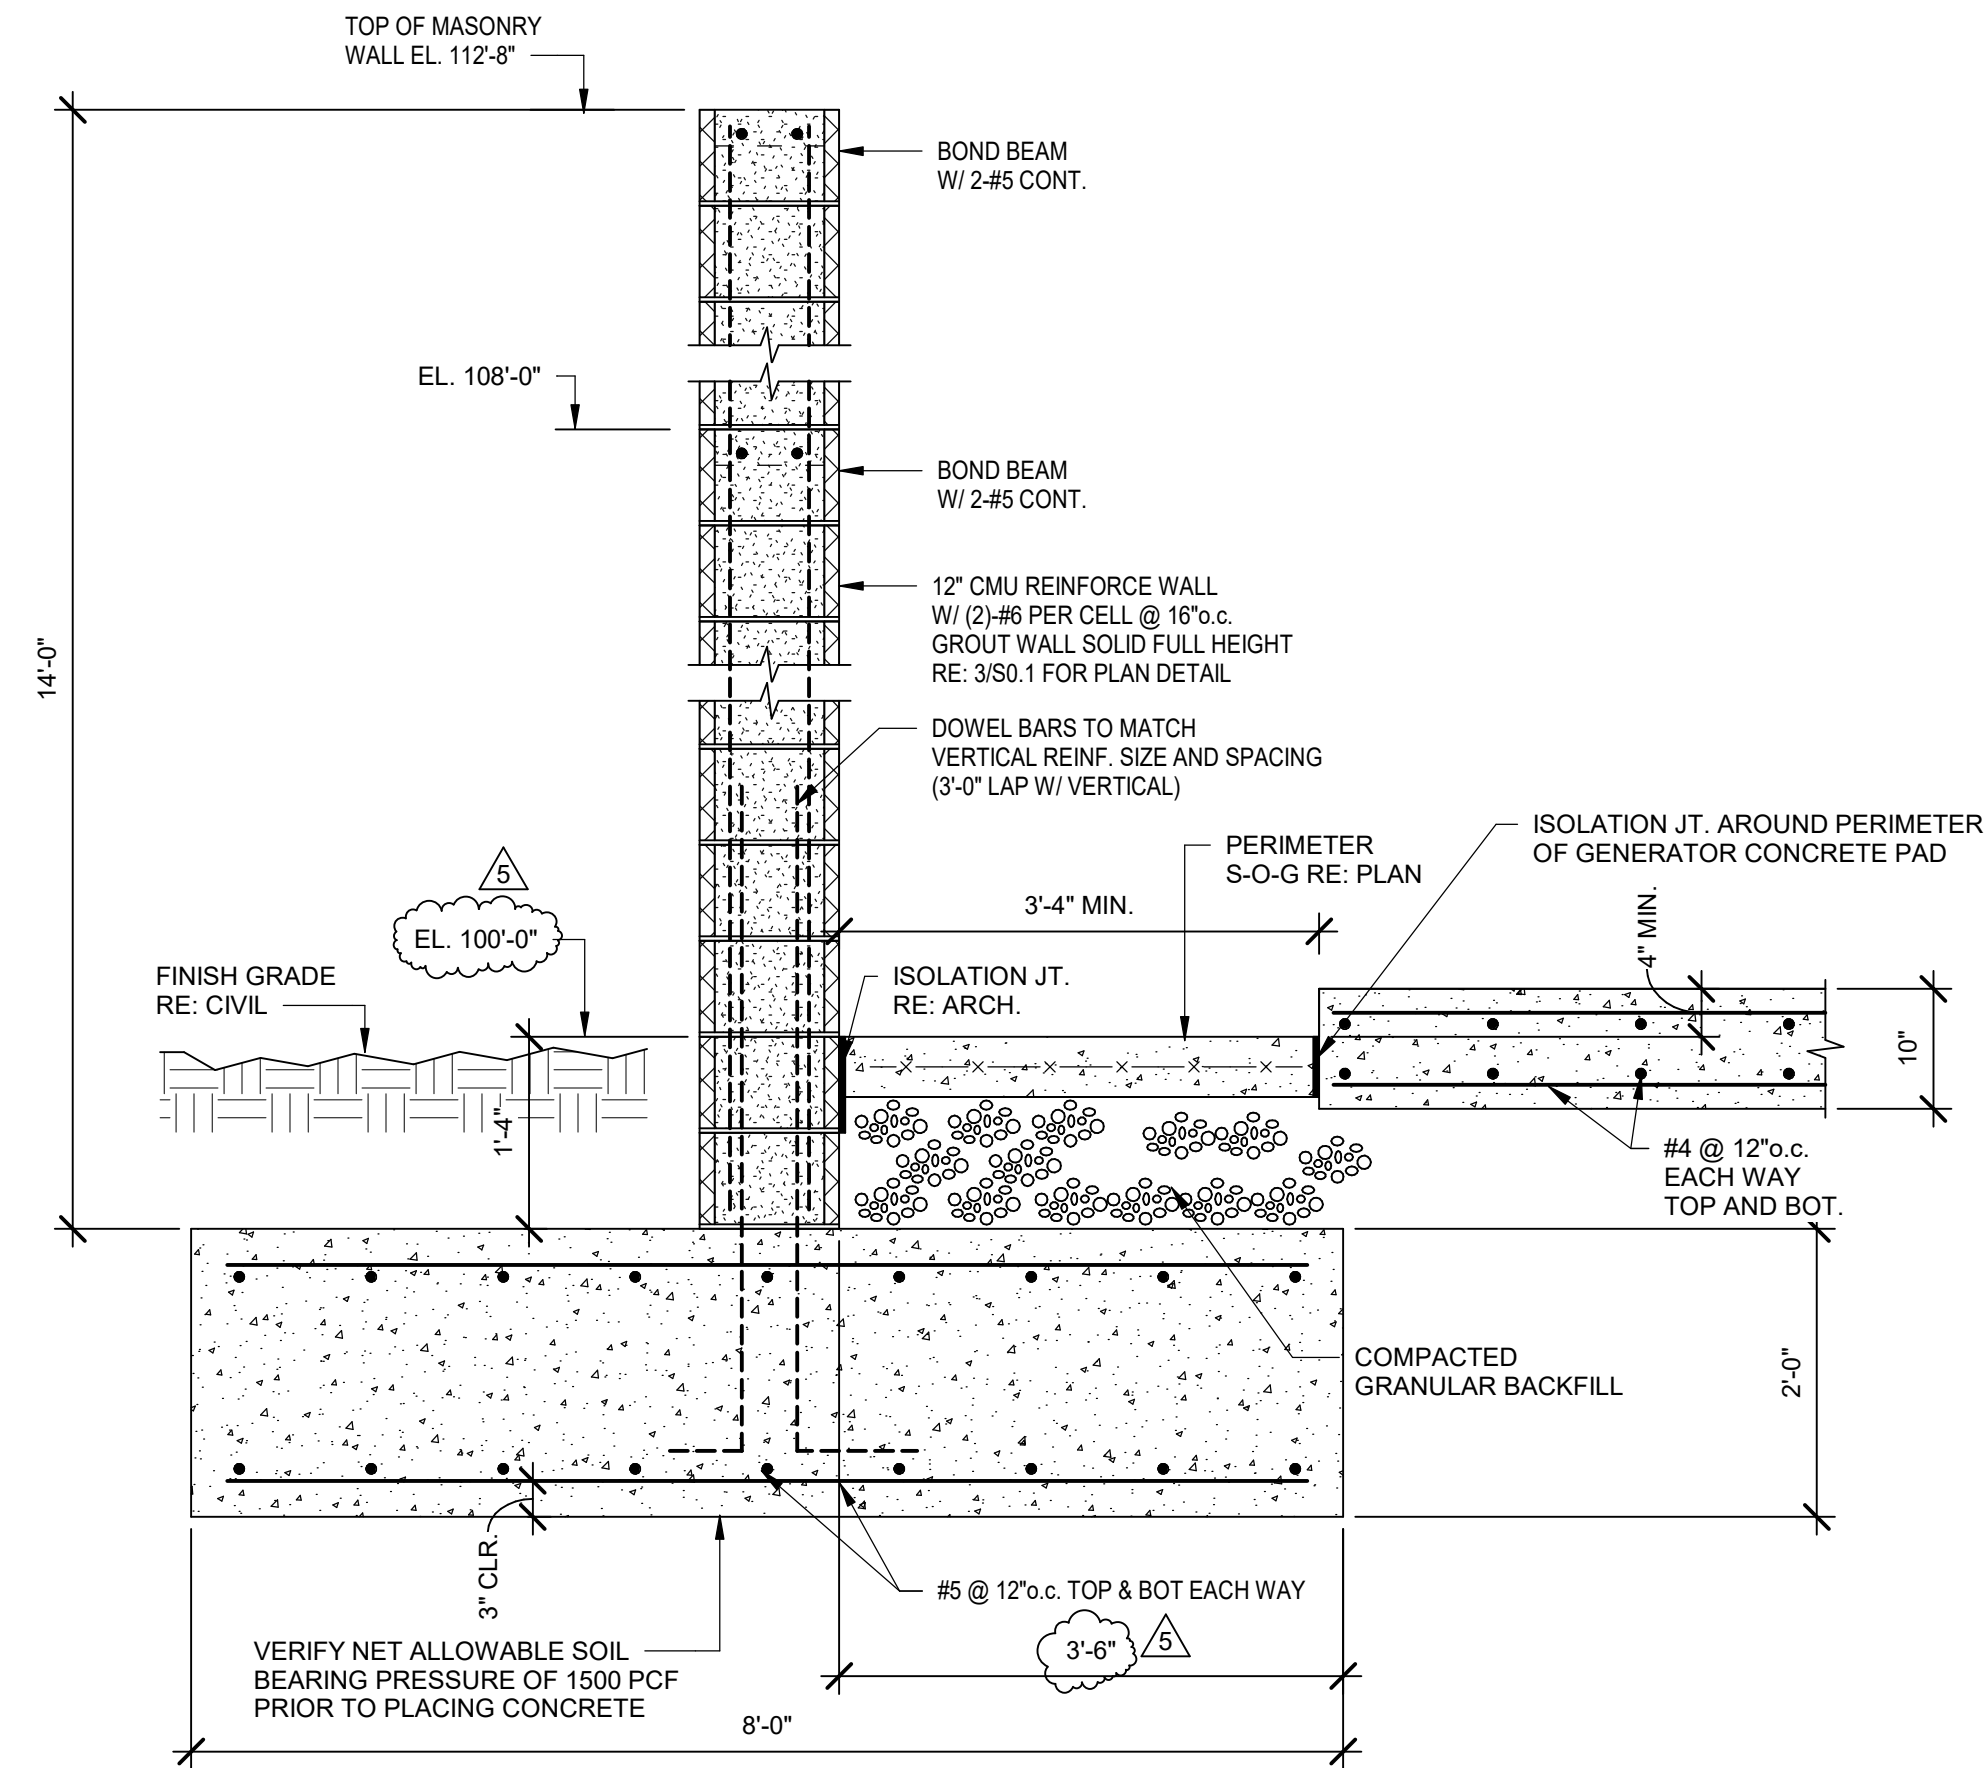 TOP OF MASONRY
WALL EL. 112'-8"
BOND BEAM
W/ 2-#5 CONT.
EL. 108'-0"
BOND BEAM
W/ 2-#5 CONT.
12" CMU REINFORCE WALL
W/ (2)-#6 PER CELL @ 16"o.c.
GROUT WALL SOLID FULL HEIGHT
RE: 3/S0.1 FOR PLAN DETAIL
14'-0"
DOWEL BARS TO MATCH
VERTICAL REINF. SIZE AND SPACING
(3'-0" LAP W/ VERTICAL)
ISOLATION JT. AROUND PERIMETER
OF GENERATOR CONCRETE PAD
PERIMETER
S-O-G RE: PLAN
5
EL. 100'-0"
3'-4" MIN.
4" MIN.
FINISH GRADE
RE: CIVIL
ISOLATION JT.
RE: ARCH.
10"
1'-4"
#4 @ 12"o.c.
EACH WAY
TOP AND BOT.
COMPACTED
GRANULAR BACKFILL
2'-0"
3" CLR.
#5 @ 12"o.c. TOP & BOT EACH WAY
3'-6"
5
VERIFY NET ALLOWABLE SOIL
BEARING PRESSURE OF 1500 PCF
PRIOR TO PLACING CONCRETE
8'-0"